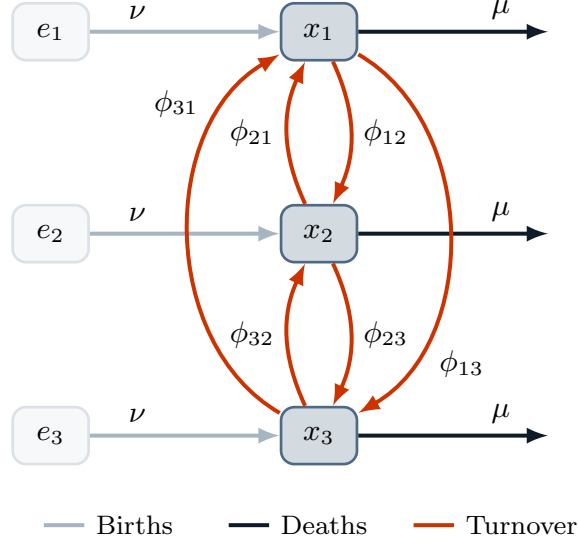 e₁ ν x₁ μ
ϕ₃₁ ϕ₂₁ ϕ₁₂
e₂ ν x₂ μ
ϕ₃₂ ϕ₂₃ ϕ₁₃
e₃ ν x₃ μ
Births Deaths Turnover